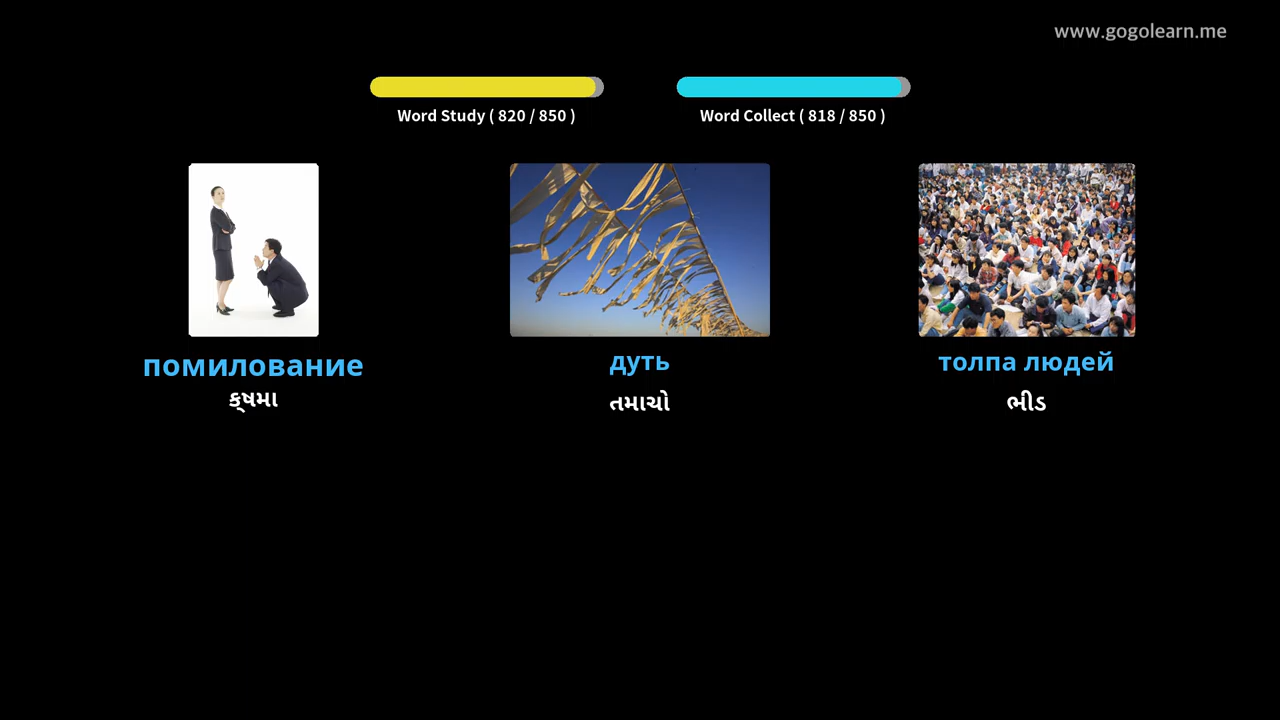 www.gogolearn.me
Word Study ( 820 / 850 )
Word Collect ( 818 / 850 )
помилование
ક્ષમા
дуть
તમાચો
толпа людей
ભીડ